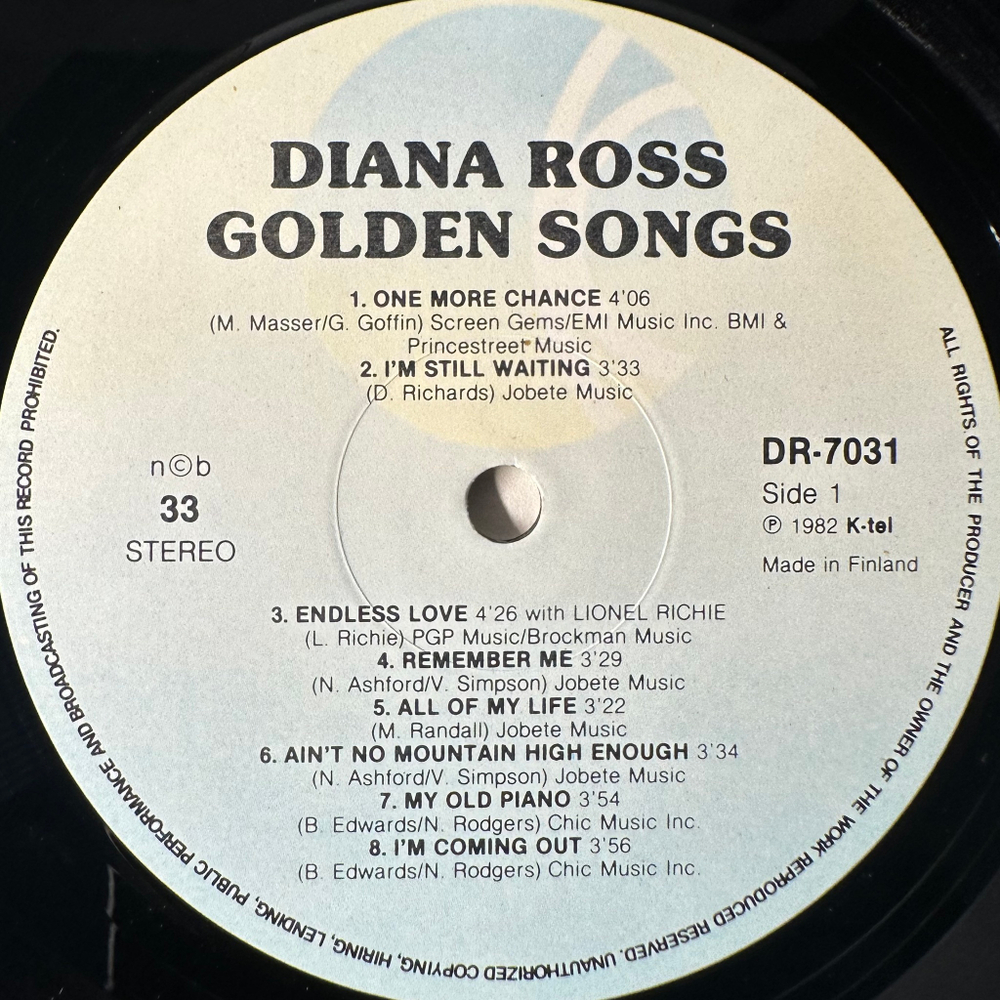 DIANA ROSS
GOLDEN SONGS
1. ONE MORE CHANCE 4'06
(M. Masser/G. Goffin) Screen Gems/EMI Music Inc. BMI &
Princestreet Music
2. I'M STILL WAITING 3'33
(D. Richards) Jobete Music
n©b
33
STEREO
DR-7031
Side 1
℗ 1982 K-tel
Made in Finland
3. ENDLESS LOVE 4'26 with LIONEL RICHIE
(L. Richie) PGP Music/Brockman Music
4. REMEMBER ME 3'29
(N. Ashford/V. Simpson) Jobete Music
5. ALL OF MY LIFE 3'22
(M. Randall) Jobete Music
6. AIN'T NO MOUNTAIN HIGH ENOUGH 3'34
(N. Ashford/V. Simpson) Jobete Music
7. MY OLD PIANO 3'54
(B. Edwards/N. Rodgers) Chic Music Inc.
8. I'M COMING OUT 3'56
(B. Edwards/N. Rodgers) Chic Music Inc.
ALL RIGHTS OF THE PRODUCER AND THE OWNER OF THE WORK REPRODUCED RESERVED. UNAUTHORIZED COPYING, HIRING, LENDING, PUBLIC PERFORMANCE AND BROADCASTING OF THIS RECORD PROHIBITED.